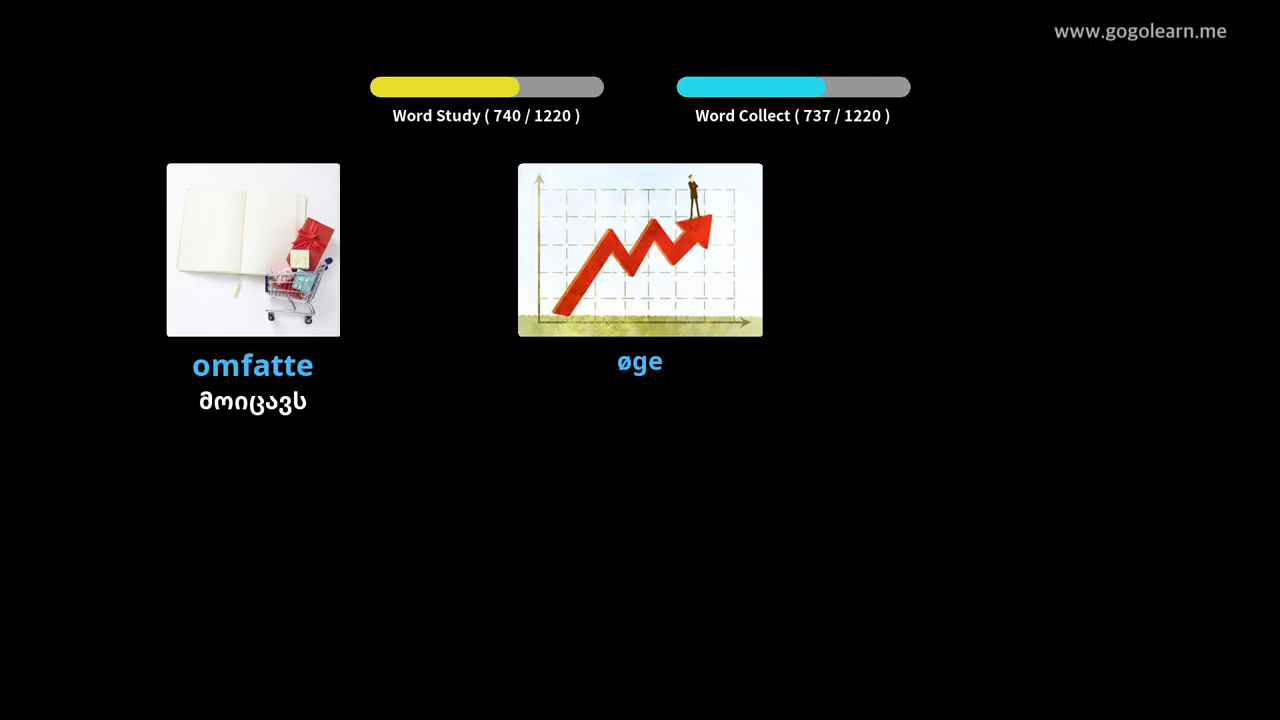 www.gogolearn.me
Word Study ( 740 / 1220 )
Word Collect ( 737 / 1220 )
omfatte
მოიცავს
øge